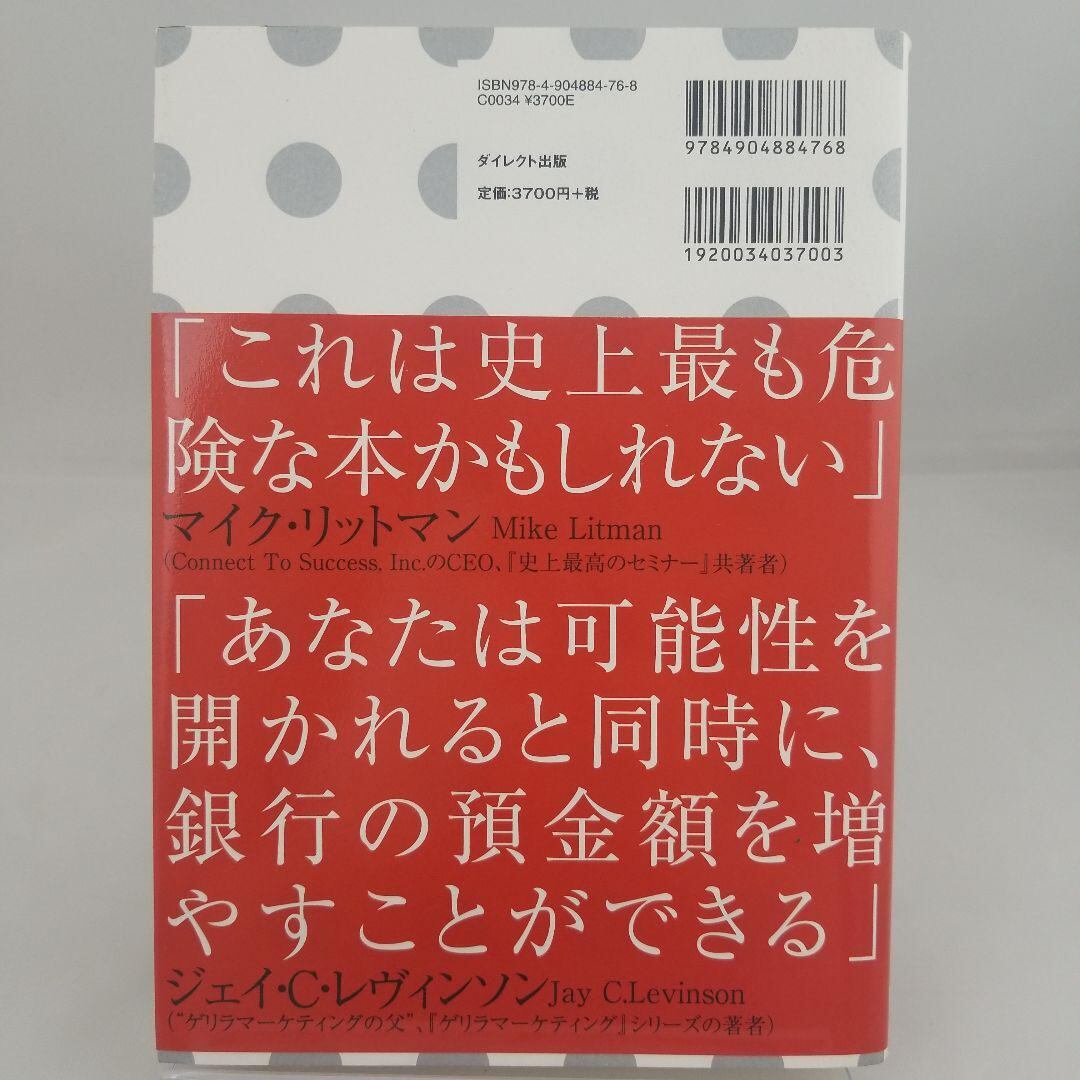 ISBN978-4-904884-76-8
C0034 ¥3700E
9784904884768
ダイレクト出版
定価:3700円+税
1920034037003
「これは史上最も危
険な本かもしれない」
マイク・リットマン Mike Litman
(Connect To Success, Inc.のCEO、『史上最高のセミナー』共著者)
「あなたは可能性を
開かれると同時に、
銀行の預金額を増
やすことができる」
ジェイ・C・レヴィンソン Jay C.Levinson
(“ゲリラマーケティングの父”、『ゲリラマーケティング』シリーズの著者)